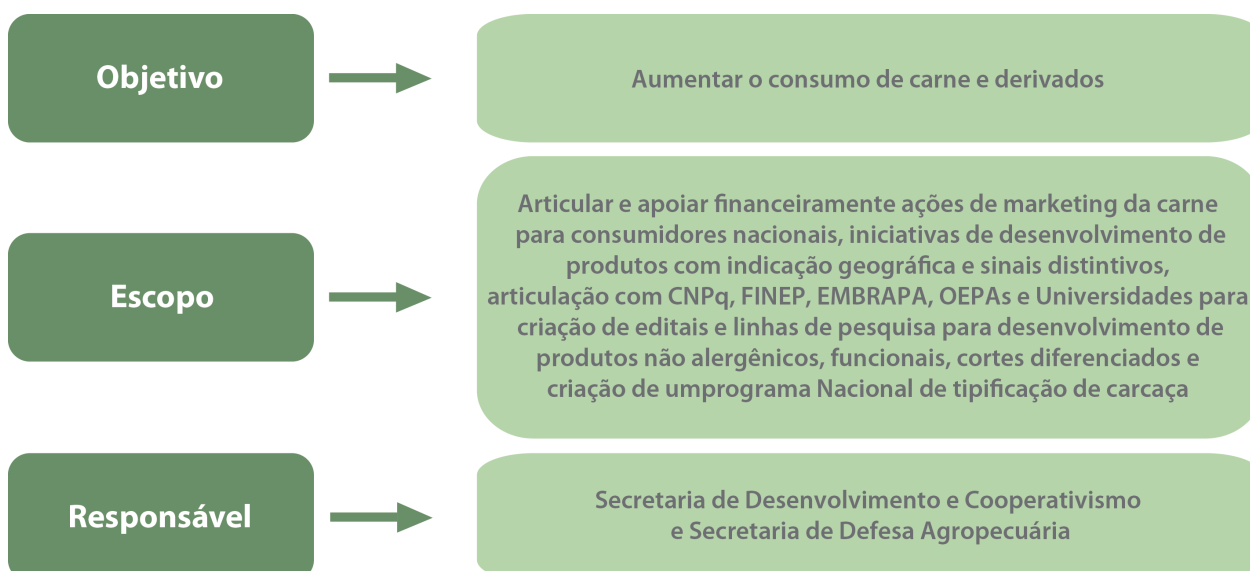 Objetivo
Aumentar o consumo de carne e derivados
Escopo
Articular e apoiar financeiramente ações de marketing da carne
para consumidores nacionais, iniciativas de desenvolvimento de
produtos com indicação geográfica e sinais distintivos,
articulação com CNPq, FINEP, EMBRAPA, OEPAs e Universidades para
criação de editais e linhas de pesquisa para desenvolvimento de
produtos não alergênicos, funcionais, cortes diferenciados e
criação de umprograma Nacional de tipificação de carcaça
Responsável
Secretaria de Desenvolvimento e Cooperativismo
e Secretaria de Defesa Agropecuária